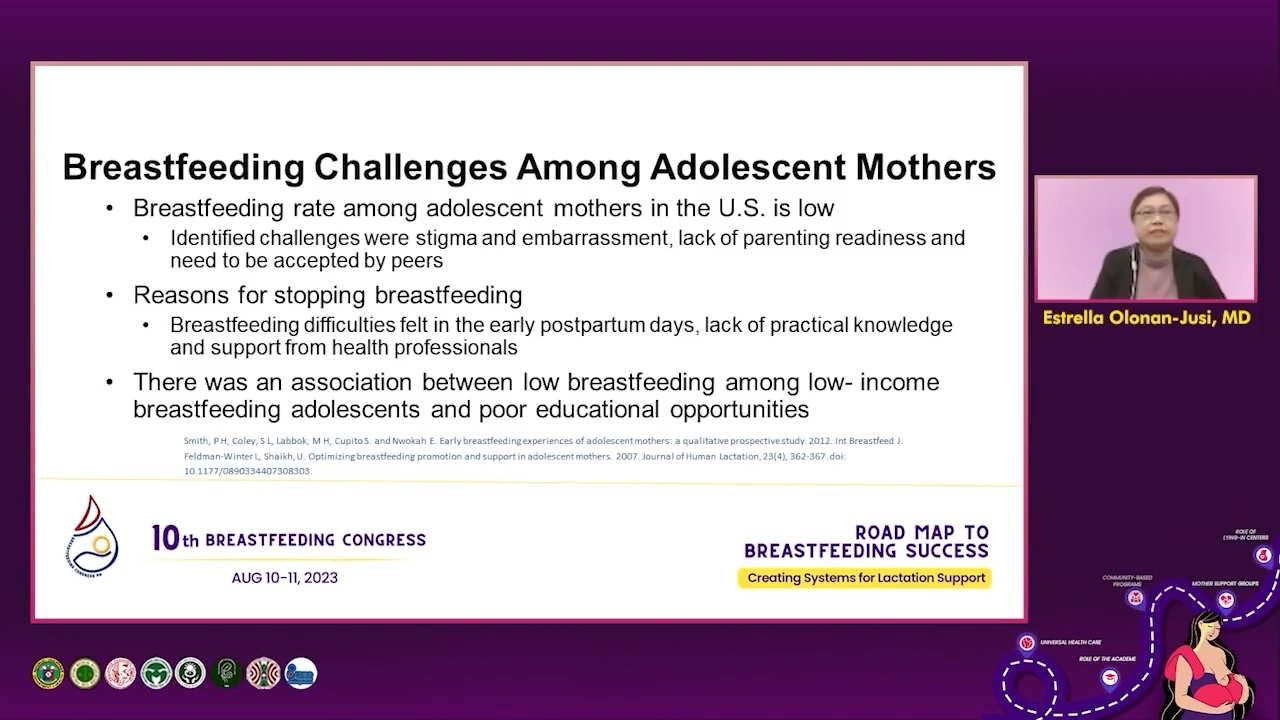 Breastfeeding Challenges Among Adolescent Mothers
• Breastfeeding rate among adolescent mothers in the U.S. is low
• Identified challenges were stigma and embarrassment, lack of parenting readiness and
need to be accepted by peers
• Reasons for stopping breastfeeding
• Breastfeeding difficulties felt in the early postpartum days, lack of practical knowledge
and support from health professionals
• There was an association between low breastfeeding among low- income
breastfeeding adolescents and poor educational opportunities
Smith, P H, Coley, S L, Labbok, M H, Cupito S. and Nwokah E. Early breastfeeding experiences of adolescent mothers: a qualitative prospective study. 2012. Int Breastfeed J.
Feldman-Winter L, Shaikh, U. Optimizing breastfeeding promotion and support in adolescent mothers. 2007. Journal of Human Lactation, 23(4), 362-367. doi:
10.1177/0890334407308303.
10th BREASTFEEDING CONGRESS
AUG 10-11, 2023
ROAD MAP TO
BREASTFEEDING SUCCESS
Creating Systems for Lactation Support
Estrella Olonan-Jusi, MD
ROLE OF
LYING-IN CENTERS
COMMUNITY-BASED
PROGRAMS
MOTHER SUPPORT GROUPS
UNIVERSAL HEALTH CARE
ROLE OF THE ACADEME